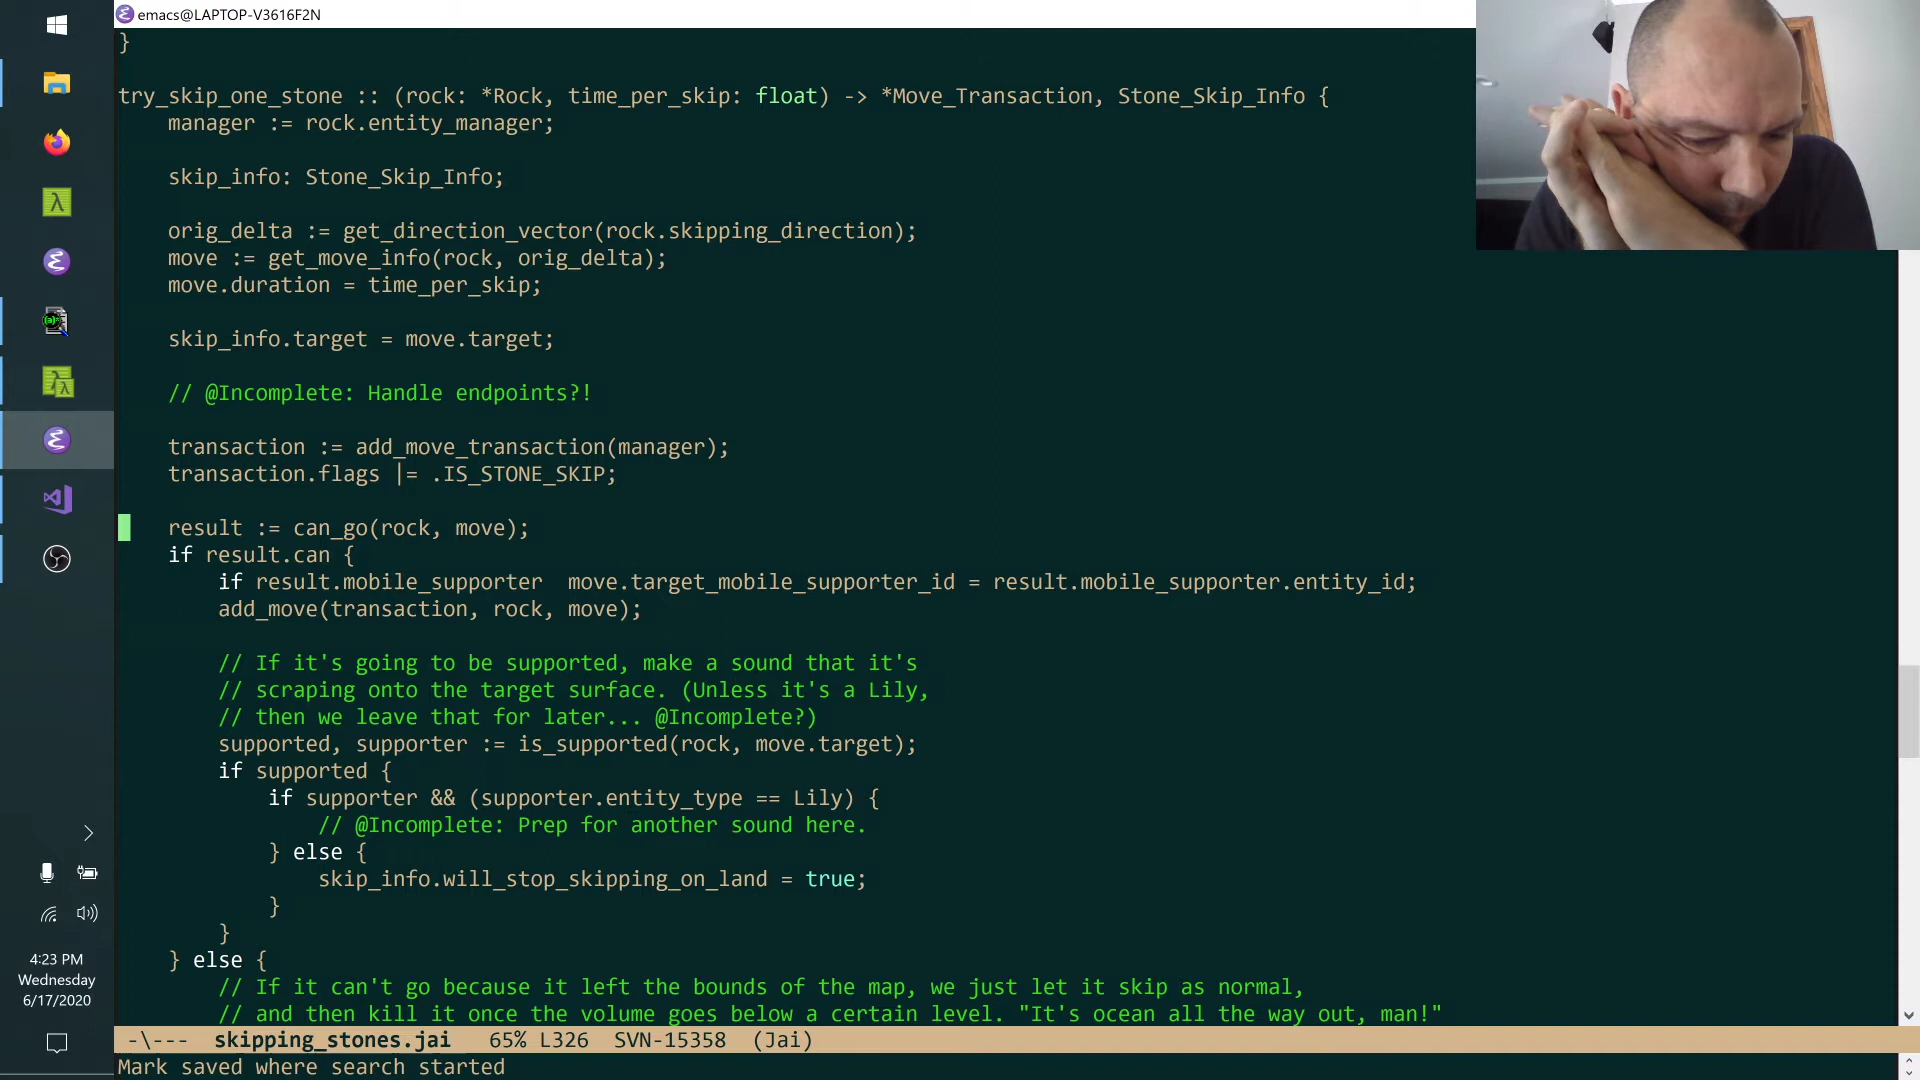 emacs@LAPTOP-V3616F2N
}
try_skip_one_stone :: (rock: *Rock, time_per_skip: float) -> *Move_Transaction, Stone_Skip_Info {
    manager := rock.entity_manager;
    skip_info: Stone_Skip_Info;
    orig_delta := get_direction_vector(rock.skipping_direction);
    move := get_move_info(rock, orig_delta);
    move.duration = time_per_skip;
    skip_info.target = move.target;
    // @Incomplete: Handle endpoints?!
    transaction := add_move_transaction(manager);
    transaction.flags |= .IS_STONE_SKIP;
    result := can_go(rock, move);
    if result.can {
        if result.mobile_supporter  move.target_mobile_supporter_id = result.mobile_supporter.entity_id;
        add_move(transaction, rock, move);
        // If it's going to be supported, make a sound that it's
        // scraping onto the target surface. (Unless it's a Lily,
        // then we leave that for later... @Incomplete?)
        supported, supporter := is_supported(rock, move.target);
        if supported {
            if supporter && (supporter.entity_type == Lily) {
                // @Incomplete: Prep for another sound here.
            } else {
                skip_info.will_stop_skipping_on_land = true;
            }
        }
    } else {
        // If it can't go because it left the bounds of the map, we just let it skip as normal,
        // and then kill it once the volume goes below a certain level. "It's ocean all the way out, man!"
-\---  skipping_stones.jai   65% L326  SVN-15358  (Jai)
Mark saved where search started
4:23 PM
Wednesday
6/17/2020